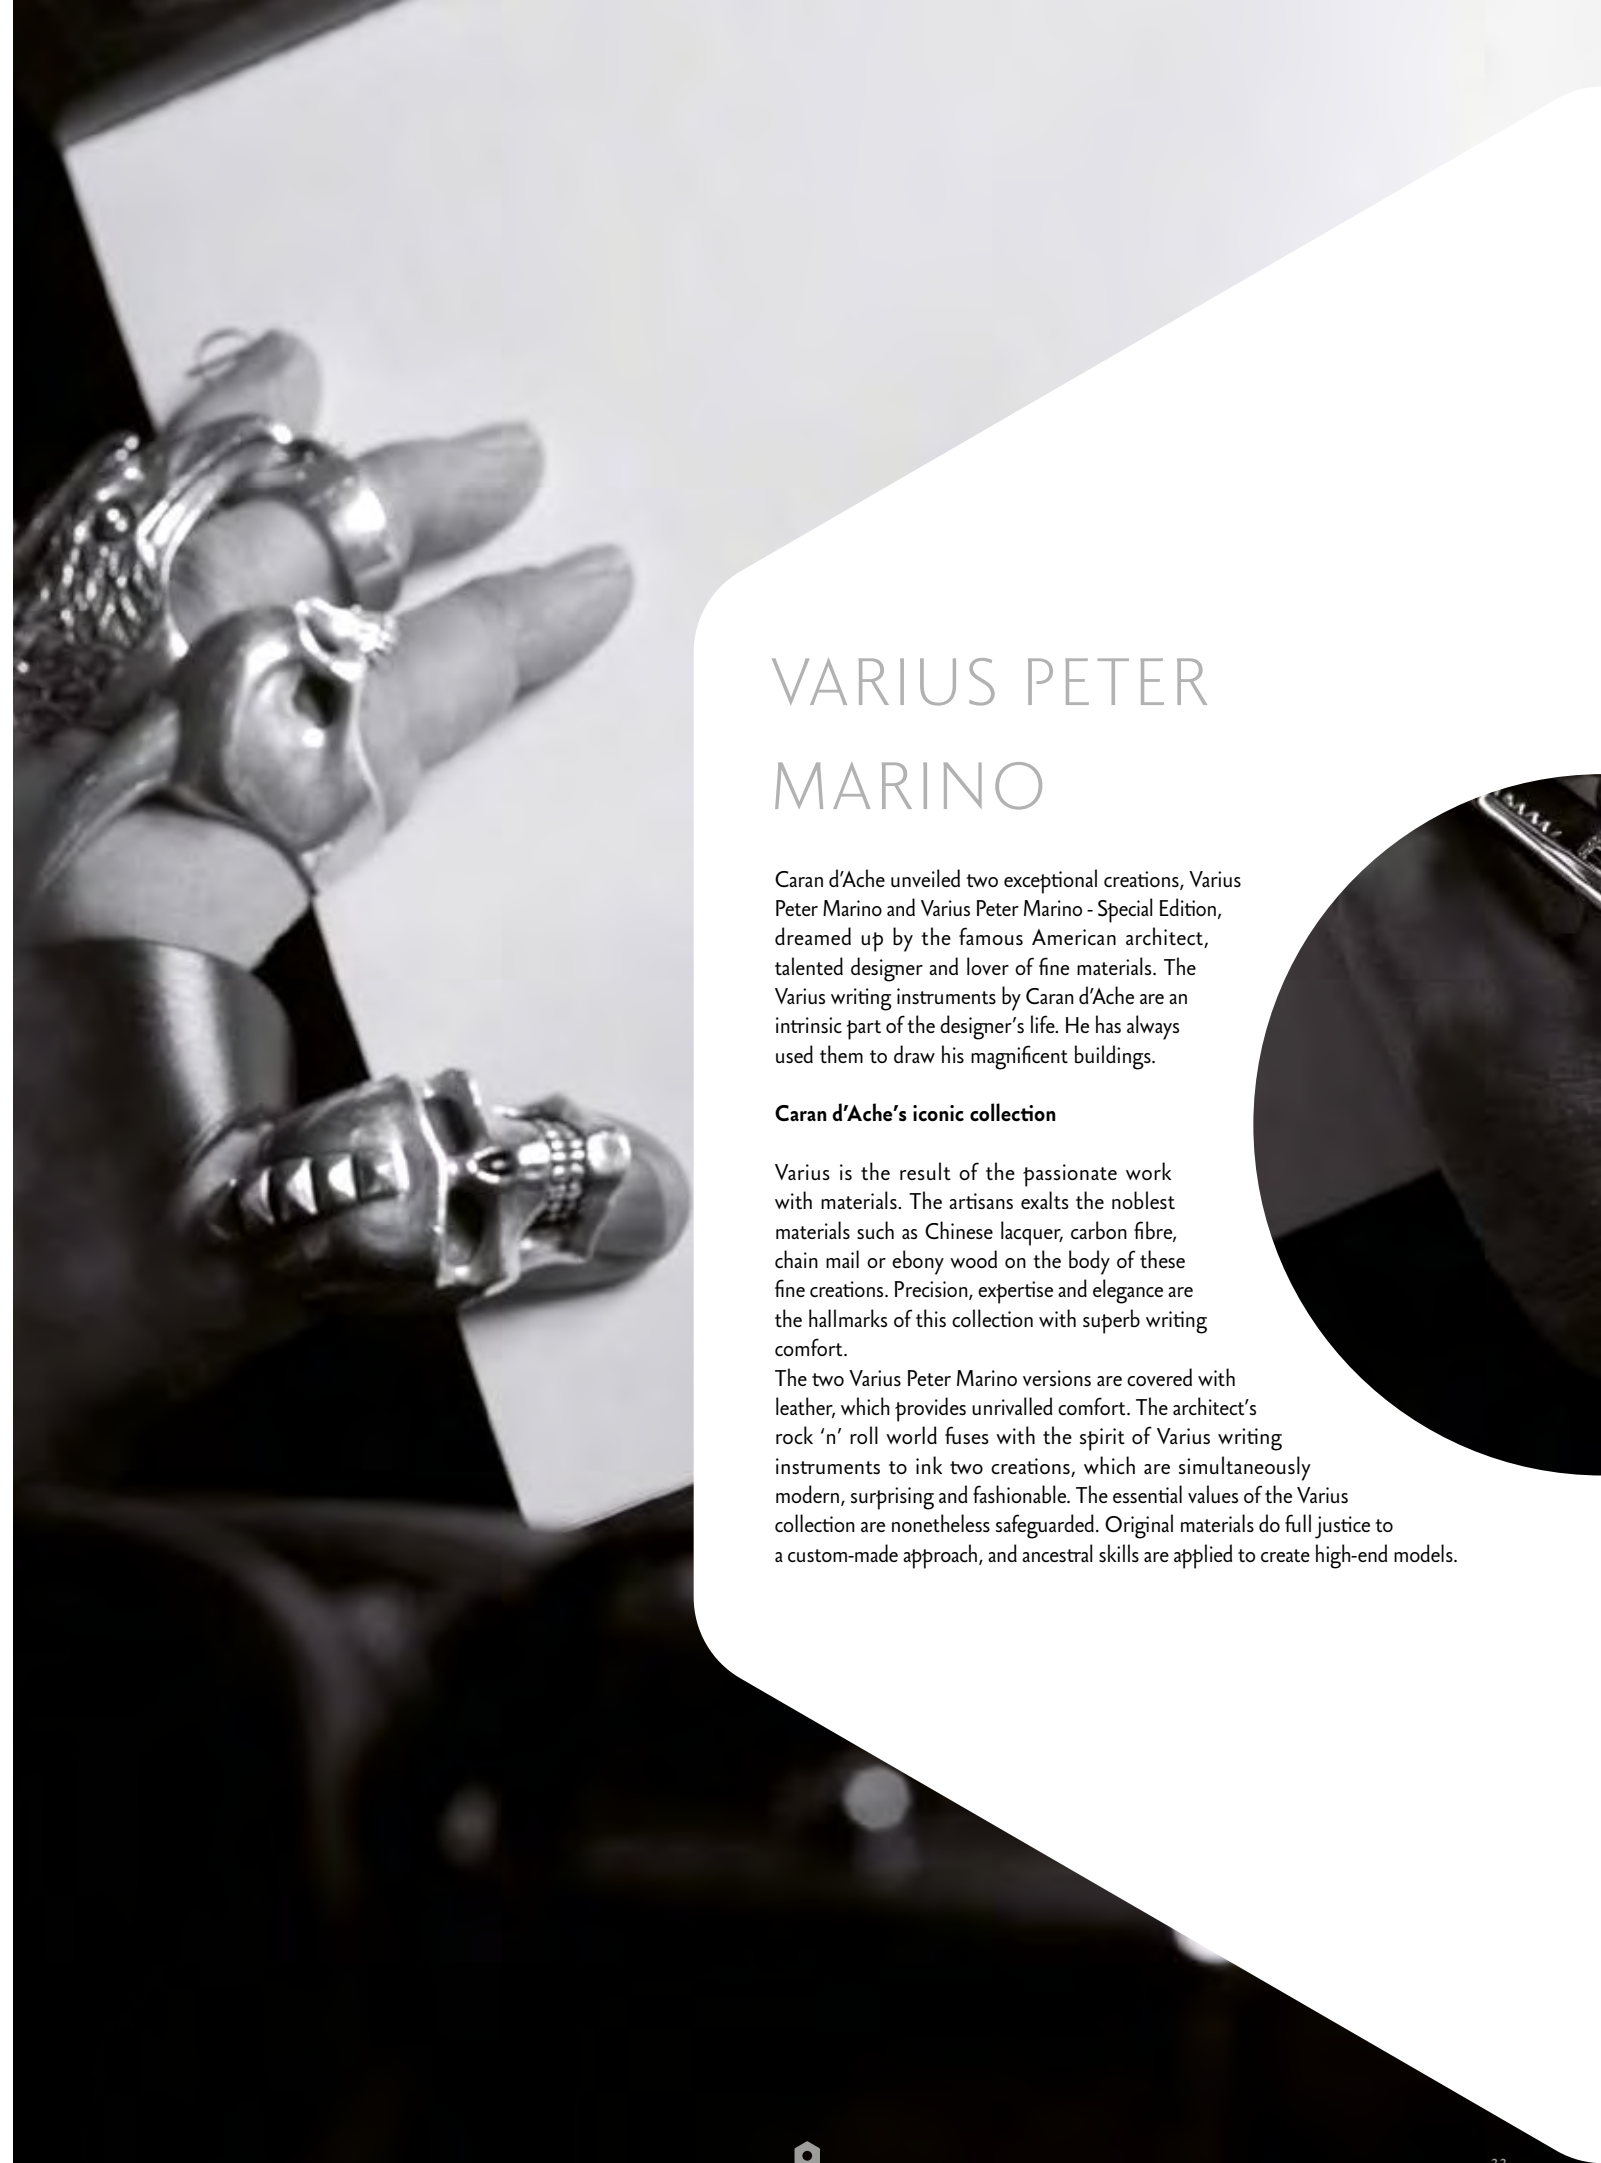 VARIUS PETER
MARINO
Caran d’Ache unveiled two exceptional creations, Varius
Peter Marino and Varius Peter Marino - Special Edition,
dreamed up by the famous American architect,
talented designer and lover of fine materials. The
Varius writing instruments by Caran d’Ache are an
intrinsic part of the designer’s life. He has always
used them to draw his magnificent buildings.
Caran d’Ache’s iconic collection
Varius is the result of the passionate work
with materials. The artisans exalts the noblest
materials such as Chinese lacquer, carbon fibre,
chain mail or ebony wood on the body of these
fine creations. Precision, expertise and elegance are
the hallmarks of this collection with superb writing
comfort.
The two Varius Peter Marino versions are covered with
leather, which provides unrivalled comfort. The architect’s
rock ‘n’ roll world fuses with the spirit of Varius writing
instruments to ink two creations, which are simultaneously
modern, surprising and fashionable. The essential values of the Varius
collection are nonetheless safeguarded. Original materials do full justice to
a custom-made approach, and ancestral skills are applied to create high-end models.